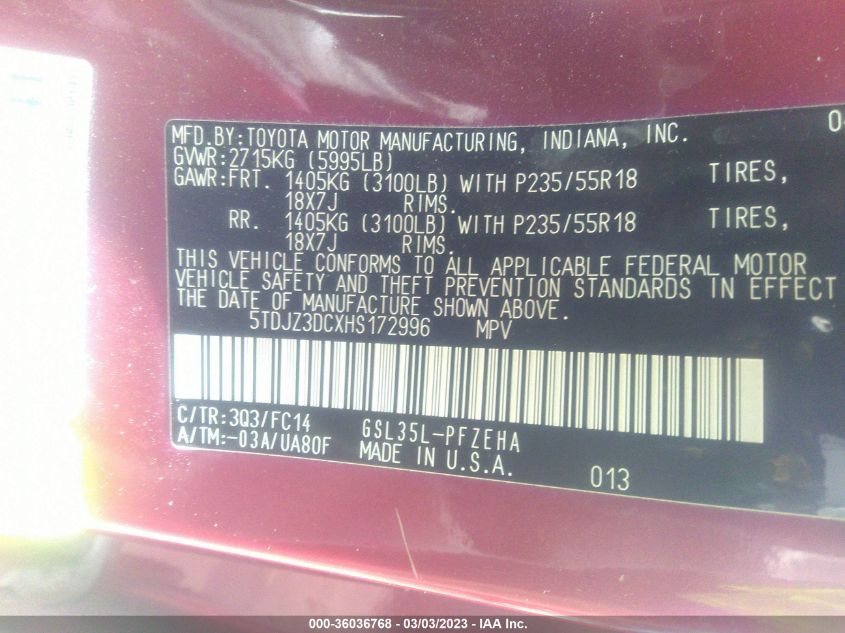 MFD.BY:TOYOTA MOTOR MANUFACTURING, INDIANA, INC.
GVWR:2715KG (5995LB)
GAWR:FRT. 1405KG (3100LB) WITH P235/55R18 TIRES,
18X7J RIMS.
RR. 1405KG (3100LB) WITH P235/55R18 TIRES,
18X7J RIMS.
THIS VEHICLE CONFORMS TO ALL APPLICABLE FEDERAL MOTOR
VEHICLE SAFETY AND THEFT PREVENTION STANDARDS IN EFFECT
THE DATE OF MANUFACTURE SHOWN ABOVE.
5TDJZ3DCXHS172996 MPV
C/TR:3Q3/FC14 GSL35L-PFZEHA
A/TM:-03A/UA80F MADE IN U.S.A.
013
000-36036768 - 03/03/2023 - IAA Inc.